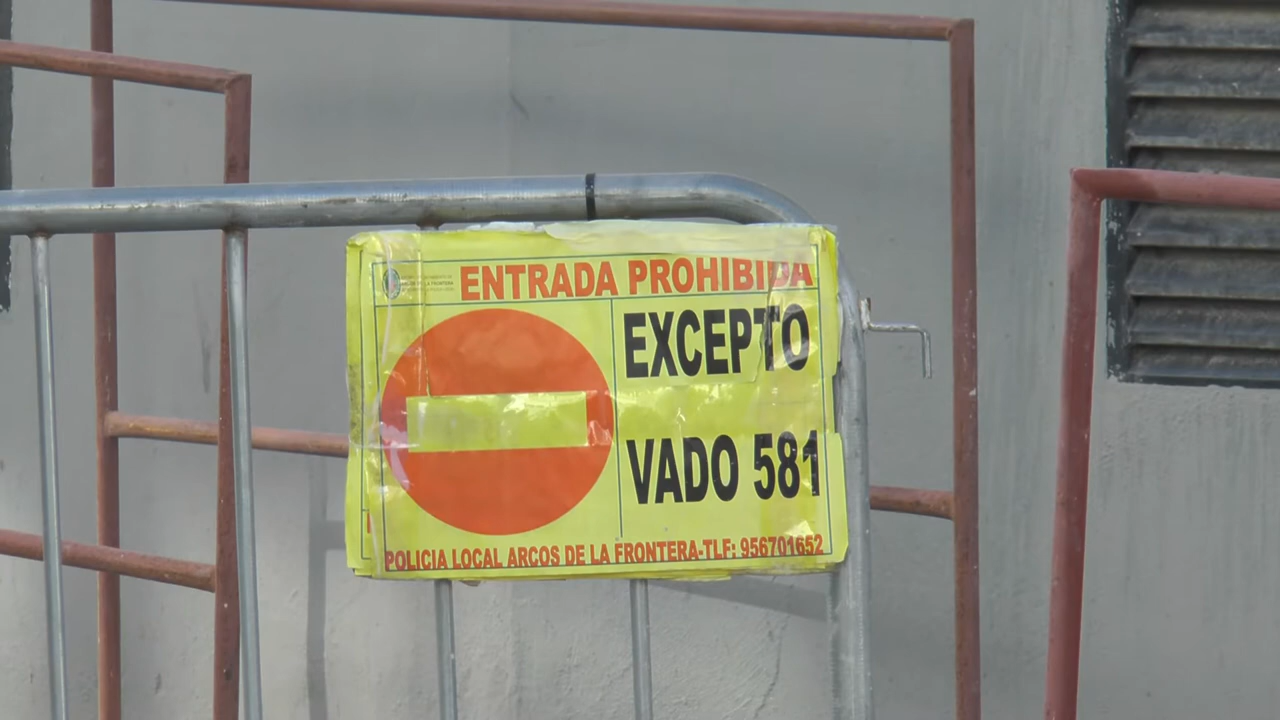 ENTRADA PROHIBIDA
EXCEPTO
VADO 581
POLICIA LOCAL ARCOS DE LA FRONTERA-TLF: 956701652